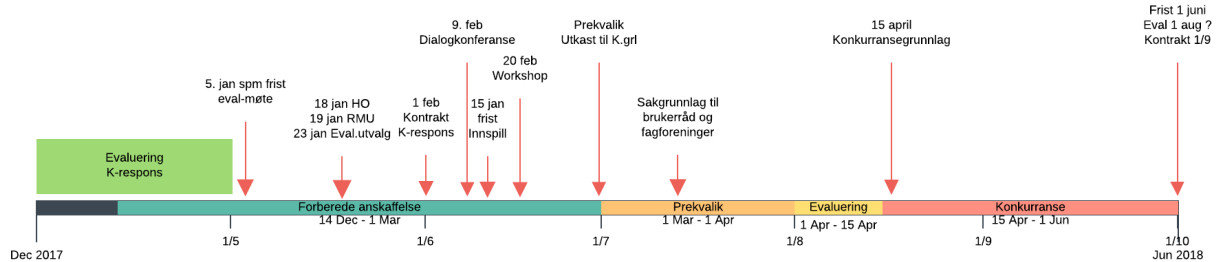 Frist 1 juni
Eval 1 aug ?
Kontrakt 1/9
9. feb
Dialogkonferanse
Prekvalik
Utkast til K.grl
15 april
Konkurransegrunnlag
20 feb
Workshop
5. jan spm frist
eval-møte
18 jan HO
19 jan RMU
23 jan Eval.utvalg
1 feb
Kontrakt
K-respons
15 jan
frist
Innspill
Sakgrunnlag til
brukerråd og
fagforeninger
Evaluering
K-respons
Forberede anskaffelse
14 Dec - 1 Mar
Prekvalik
1 Mar - 1 Apr
Evaluering
1 Apr - 15 Apr
Konkurranse
15 Apr - 1 Jun
Dec 2017
1/5
1/6
1/7
1/8
1/9
1/10
Jun 2018